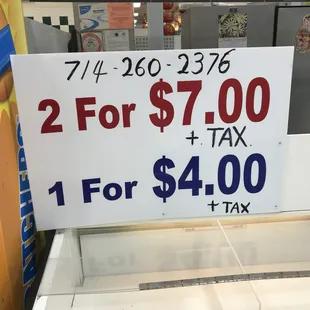 714-260-2376
2 For $7.00
+ TAX
1 For $4.00
+ TAX